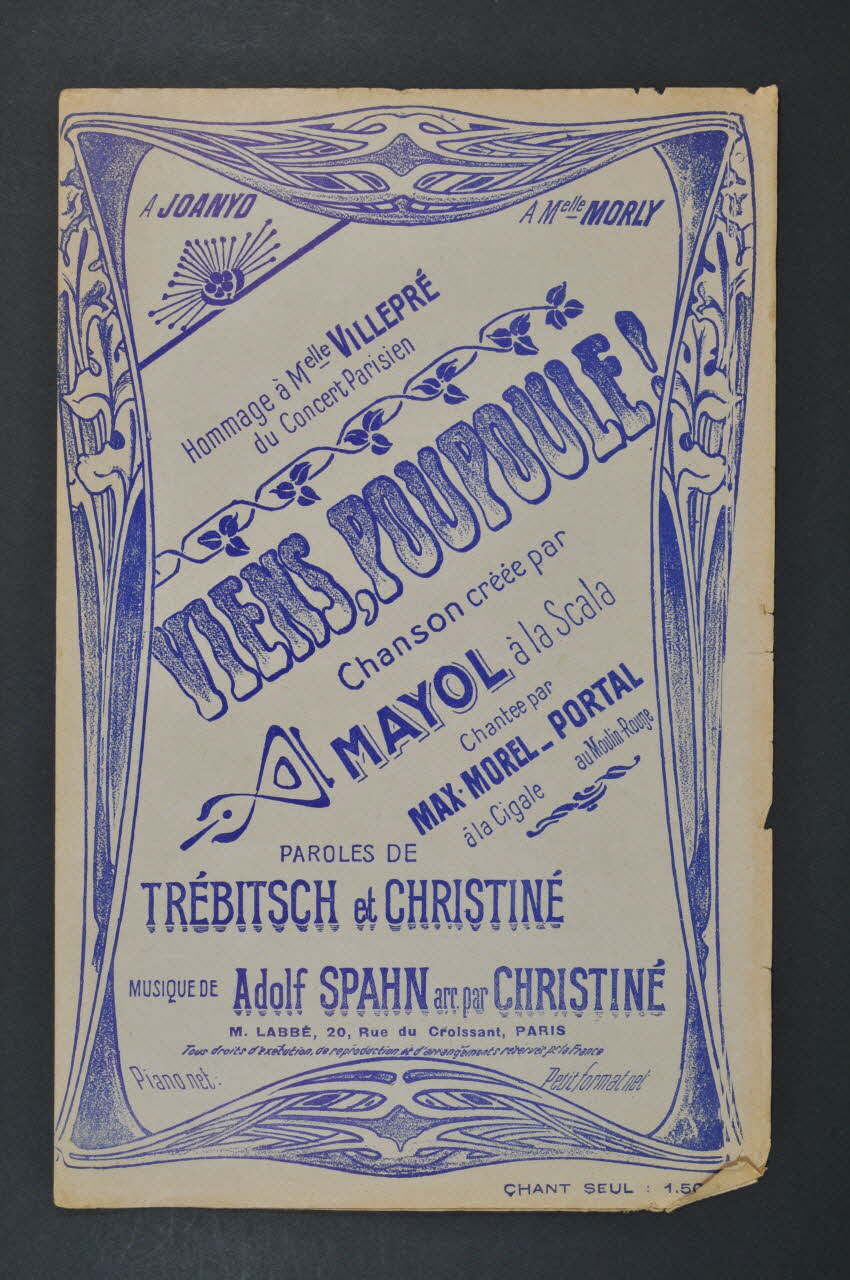 A JOANYD
A Melle MORLY
Hommage à Melle VILLEPRÉ
du Concert Parisien
VIENS, POUPOULE!
Chanson créée par
MAYOL à la Scala
Chantée par
MAX-MOREL_PORTAL
à la Cigale au Moulin-Rouge
PAROLES DE
TRÉBITSCH et CHRISTINÉ
MUSIQUE DE Adolf SPAHN arr. par CHRISTINÉ
M. LABBÉ, 20, Rue du Croissant, PARIS
Tous droits d'exécution, de reproduction et d'arrangements réservés pr la France
Piano net: Petit format net
CHANT SEUL : 1.50